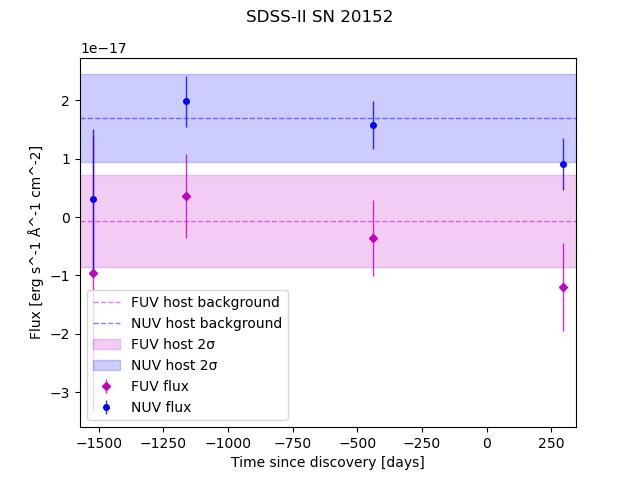 SDSS-II SN 20152
1e−17
2
1
0
−1
−2
−3
Flux [erg s^-1 Å^-1 cm^-2]
FUV host background
NUV host background
FUV host 2σ
NUV host 2σ
FUV flux
NUV flux
−1500 −1250 −1000 −750 −500 −250 0 250
Time since discovery [days]